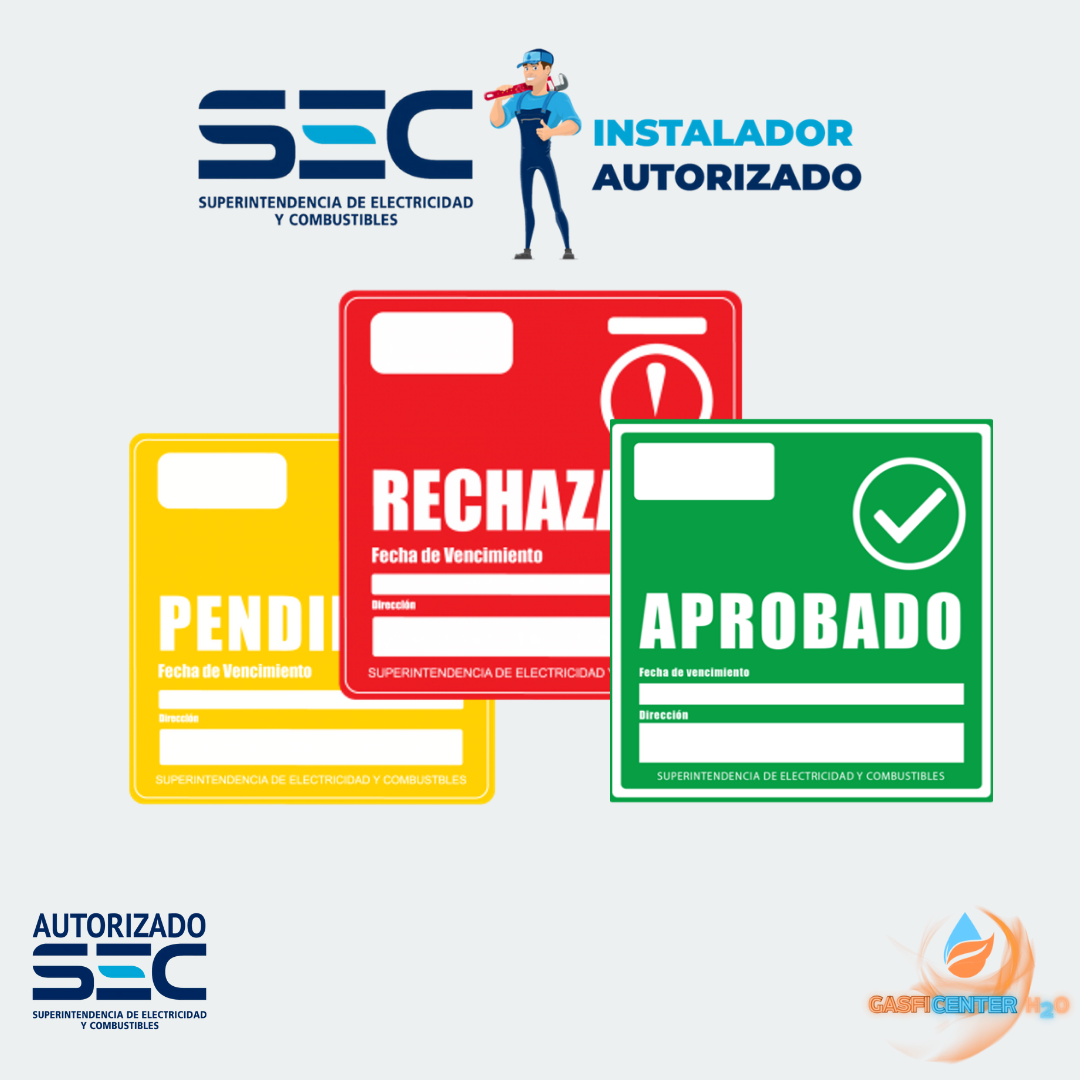 SEC
SUPERINTENDENCIA DE ELECTRICIDAD
Y COMBUSTIBLES
INSTALADOR
AUTORIZADO
PENDI
Fecha de Vencimiento
Dirección
SUPERINTENDENCIA DE ELECTRICIDAD Y COMBUSTBLES
RECHAZA
Fecha de Vencimiento
Dirección
SUPERINTENDENCIA DE ELECTRICIDAD Y
APROBADO
Fecha de vencimiento
Dirección
SUPERINTENDENCIA DE ELECTRICIDAD Y COMBUSTIBLES
AUTORIZADO
SEC
SUPERINTENDENCIA DE ELECTRICIDAD
Y COMBUSTIBLES
GASFICENTER H2O